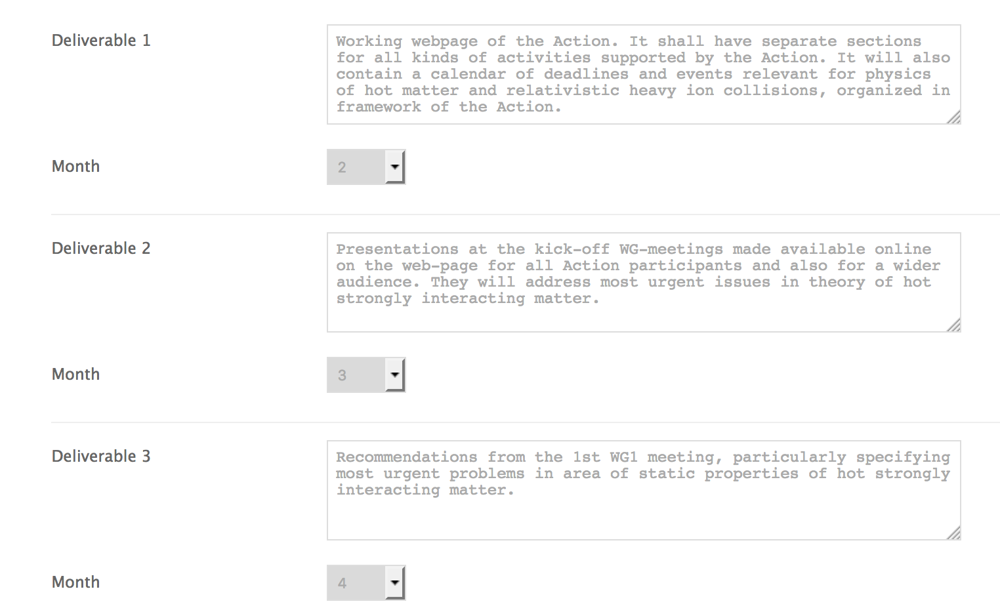 Deliverable 1
Working webpage of the Action. It shall have separate sections
for all kinds of activities supported by the Action. It will also
contain a calendar of deadlines and events relevant for physics
of hot matter and relativistic heavy ion collisions, organized in
framework of the Action.
Month
2
Deliverable 2
Presentations at the kick-off WG-meetings made available online
on the web-page for all Action participants and also for a wider
audience. They will address most urgent issues in theory of hot
strongly interacting matter.
Month
3
Deliverable 3
Recommendations from the 1st WG1 meeting, particularly specifying
most urgent problems in area of static properties of hot strongly
interacting matter.
Month
4